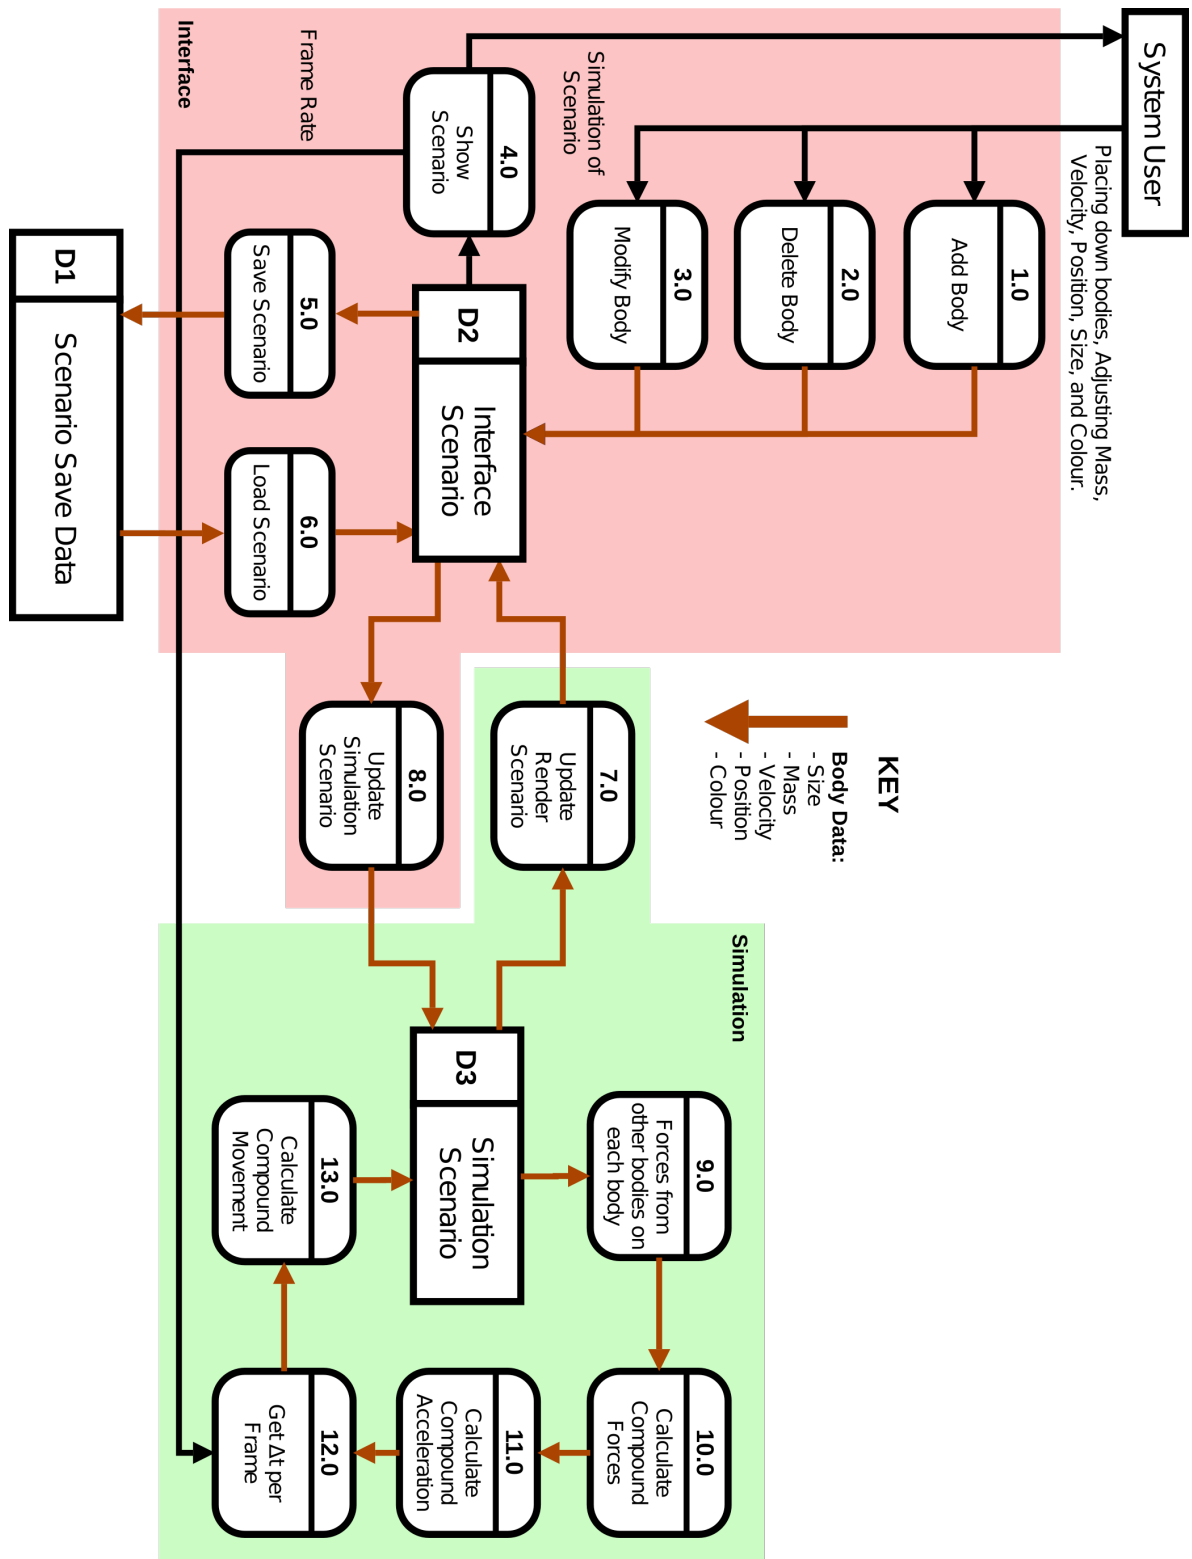 System User
Placing down bodies, Adjusting Mass,
Velocity, Position, Size, and Colour.
1.0
Add Body
2.0
Delete Body
3.0
Modify Body
Simulation of
Scenario
4.0
Show
Scenario
Frame Rate
Interface
D2
Interface
Scenario
5.0
Save Scenario
6.0
Load Scenario
D1
Scenario Save Data
KEY
Body Data:
- Size
- Mass
- Velocity
- Position
- Colour
7.0
Update
Render
Scenario
8.0
Update
Simulation
Scenario
Simulation
D3
Simulation
Scenario
9.0
Forces from
other bodies on
each body
10.0
Calculate
Compound
Forces
11.0
Calculate
Compound
Acceleration
12.0
Get Δt per
Frame
13.0
Calculate
Compound
Movement